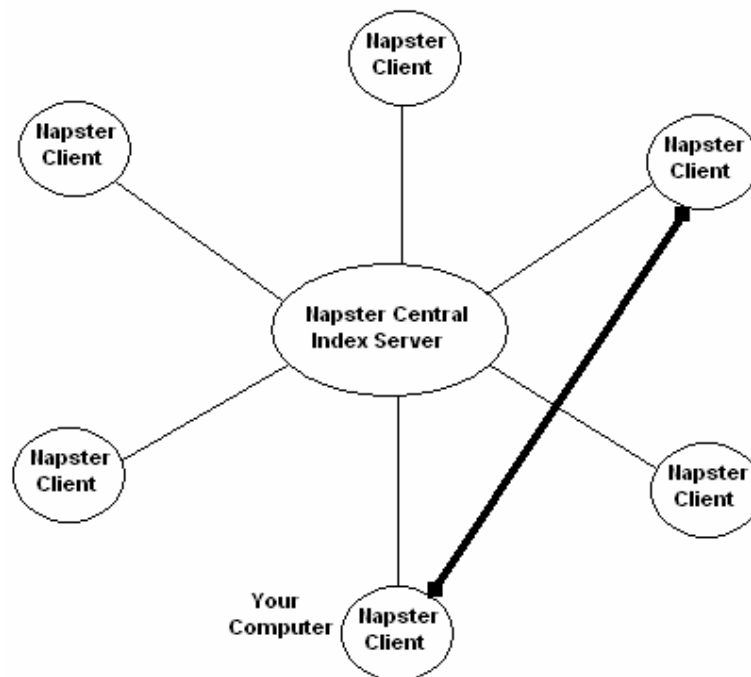 Napster
Client
Napster
Client
Napster
Client
Napster Central
Index Server
Napster
Client
Napster
Client
Your
Computer
Napster
Client